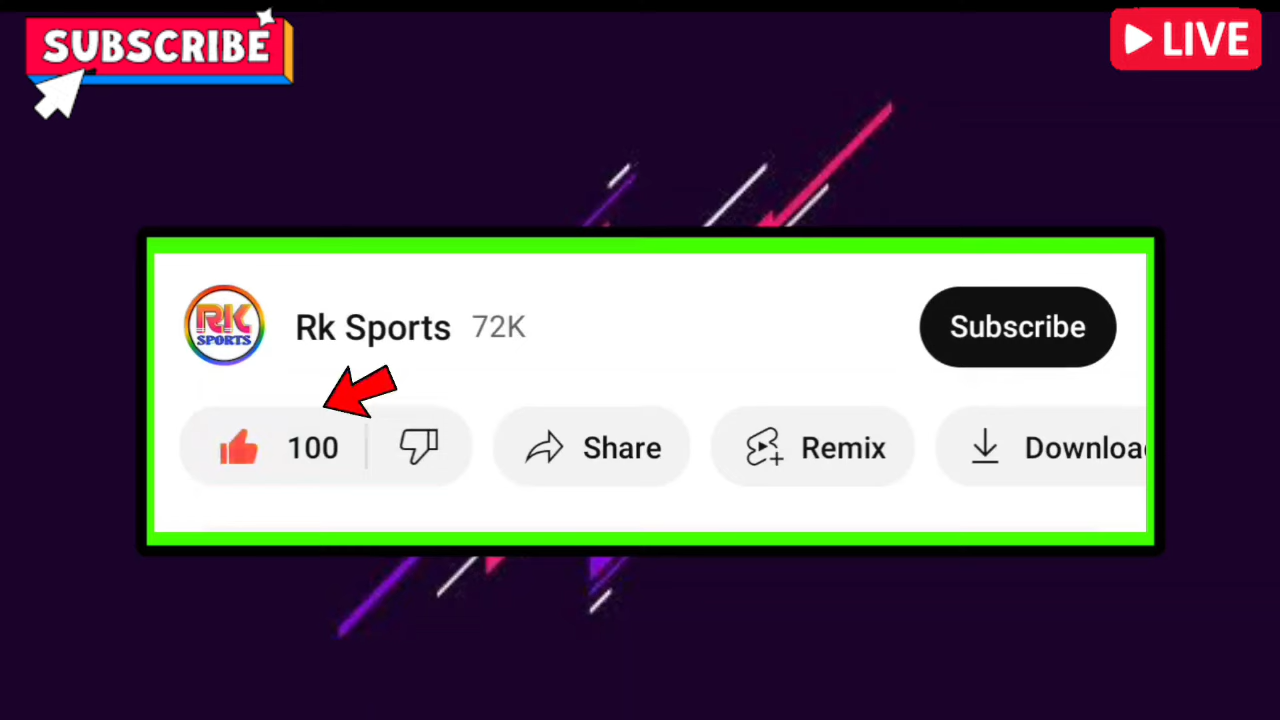 SUBSCRIBE
LIVE
RK
SPORTS
Rk Sports 72K
Subscribe
100
Share
Remix
Downloa